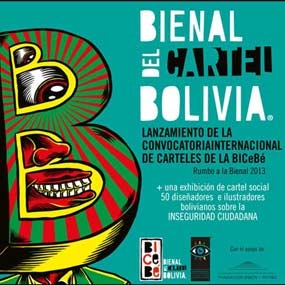 BIENAL
DEL CARTEL
BOLIVIA®
LANZAMIENTO DE LA
CONVOCATORIAINTERNACIONAL
DE CARTELES DE LA BICeBé
Rumbo a la Bienal 2013
+ una exhibición de cartel social
50 diseñadores e ilustradores
bolivianos sobre la
INSEGURIDAD CIUDADANA
BICeBé
BIENAL
DEL CARTEL
BOLIVIA
Con el apoyo de